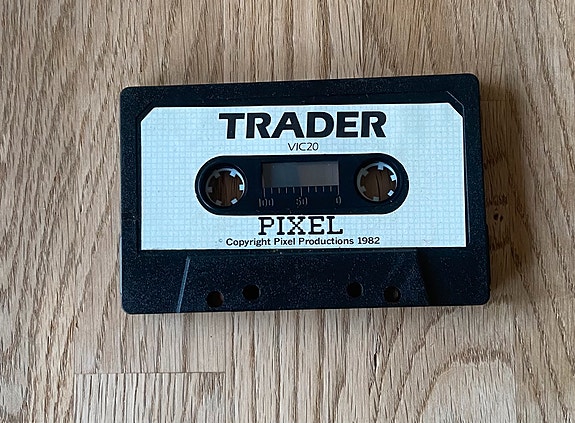 TRADER
VIC20
100 50 0
PIXEL
© Copyright Pixel Productions 1982